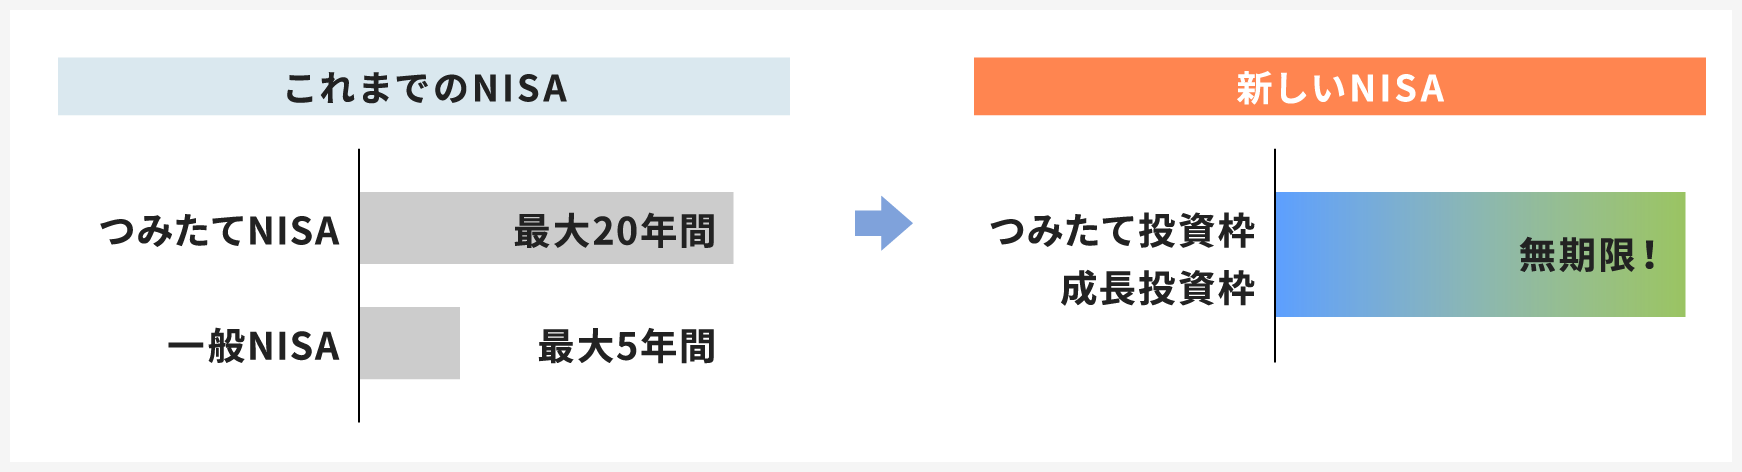 これまでのNISA
つみたてNISA
最大20年間
一般NISA
最大5年間
新しいNISA
つみたて投資枠
成長投資枠
無期限！